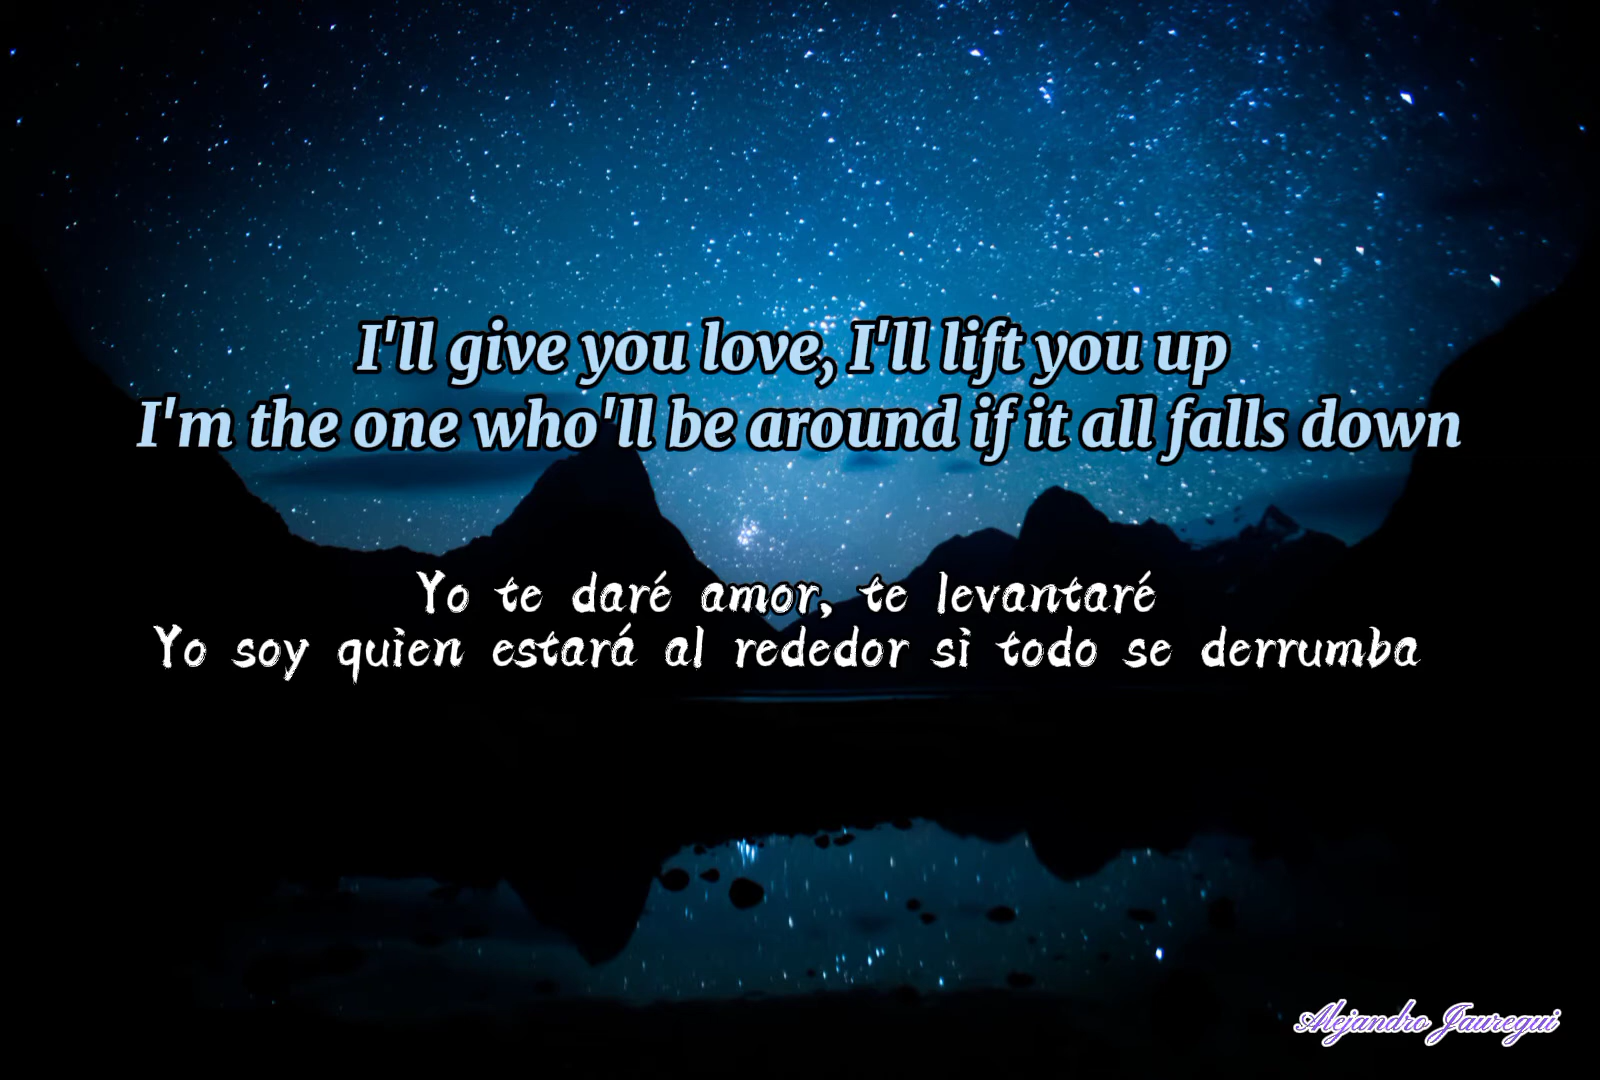 I'll give you love, I'll lift you up
I'm the one who'll be around if it all falls down
Yo te daré amor, te levantaré
Yo soy quien estará al rededor si todo se derrumba
Alejandro Jauregui